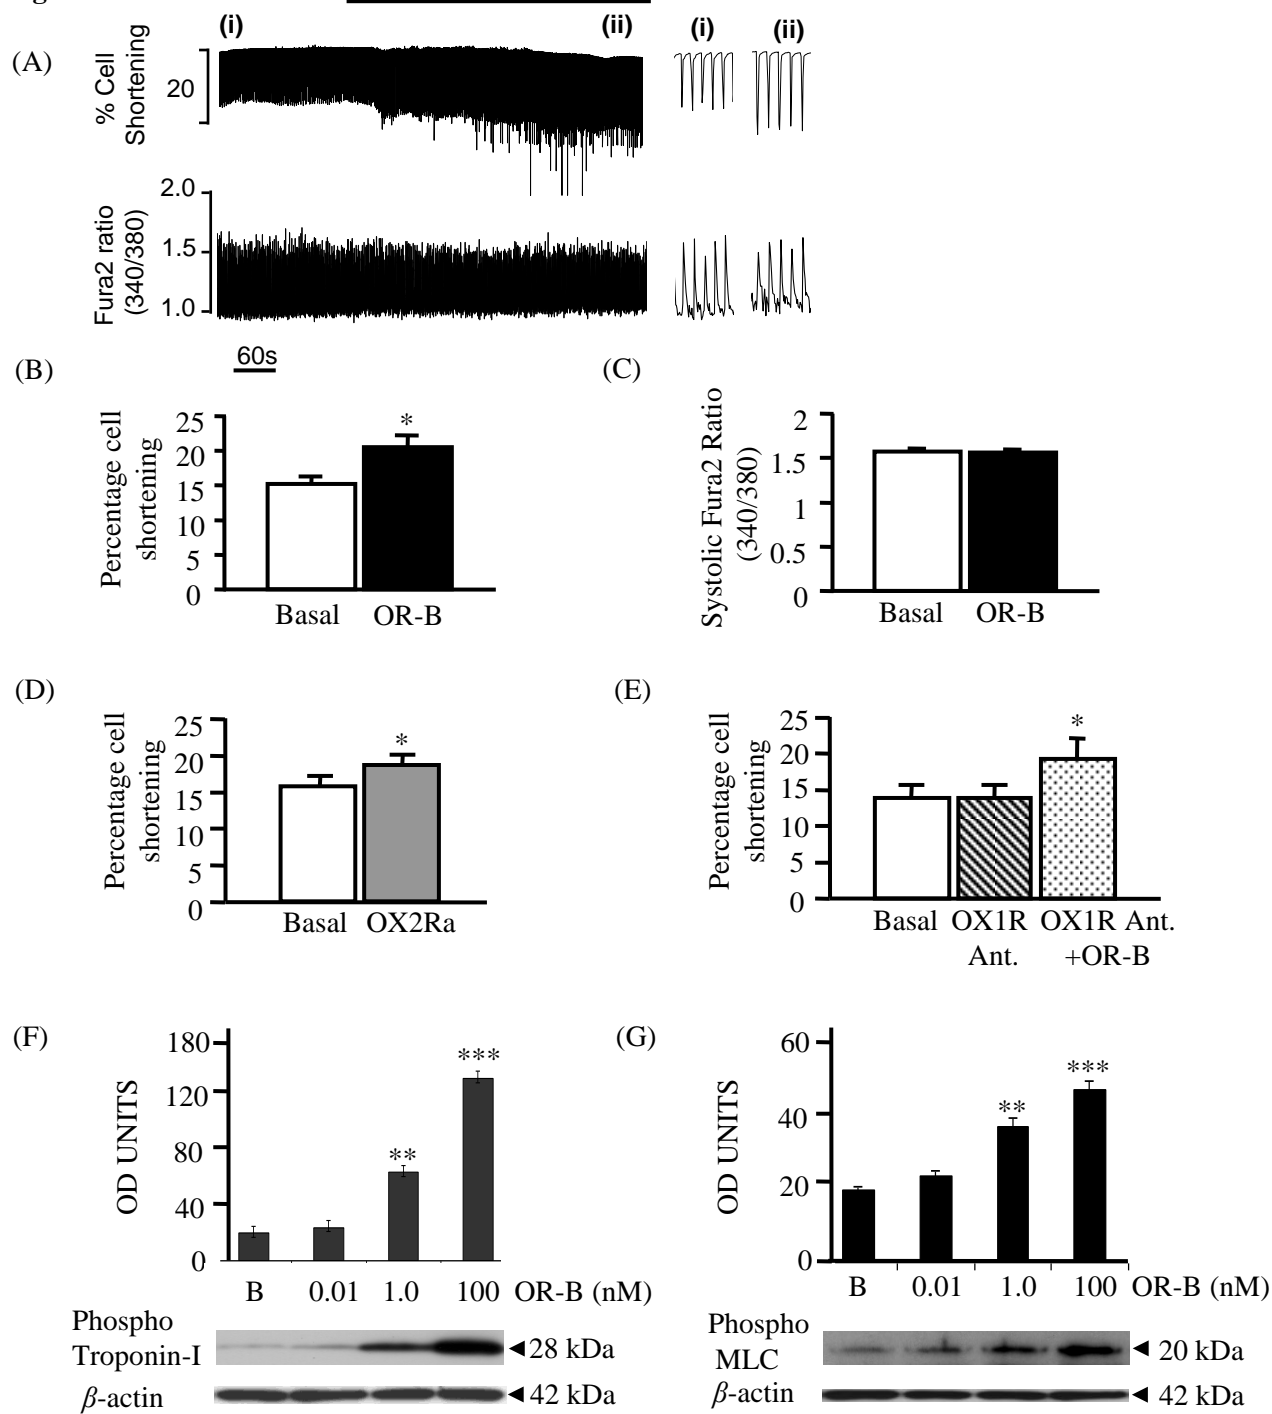 (i) (ii) (i) (ii)
(A)
% Cell
Shortening
20
Fura2 ratio
(340/380)
2.0
1.5
1.0
60s
(B)
Percentage cell
shortening
25
20
15
10
5
0
*
Basal OR-B
(C)
Systolic Fura2 Ratio
(340/380)
2
1.5
1
0.5
0
Basal OR-B
(D)
Percentage cell
shortening
25
20
15
10
5
0
*
Basal OX2Ra
(E)
Percentage cell
shortening
25
20
15
10
5
0
*
Basal OX1R OX1R Ant.
Ant. +OR-B
(F)
OD UNITS
180
120
80
40
0
**
***
B 0.01 1.0 100 OR-B (nM)
Phospho
Troponin-I
28 kDa
β-actin
42 kDa
(G)
OD UNITS
60
40
20
0
**
***
B 0.01 1.0 100 OR-B (nM)
Phospho
MLC
20 kDa
β-actin
42 kDa